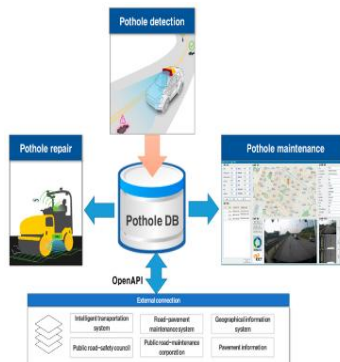 Pothole detection
Pothole repair
Pothole maintenance
Pothole DB
OpenAPI
External connection
Intelligent transportation
system
Road-pavement
maintenance system
Geographical information
system
Public road-safety council
Public road-maintenance
corporation
Pavement information